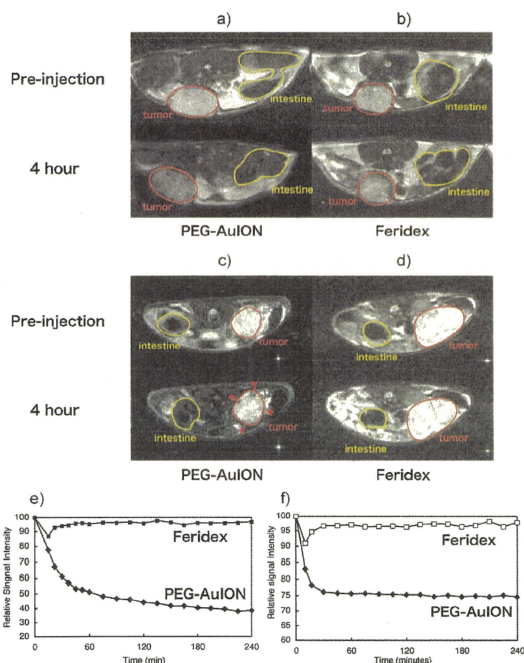 a) b)
Pre-injection
intestine intestine
tumor tumor
4 hour
tumor intestine tumor intestine
PEG-AuION Feridex
c) d)
Pre-injection
intestine tumor intestine tumor
4 hour
intestine tumor intestine tumor
PEG-AuION Feridex
e) f)
Relative Singnal Intensity
100
90
80
70
60
50
40
30
20
Feridex
PEG-AuION
0 60 120 180 240
Time (min)
Relative signal Intensity
100
95
90
85
80
75
70
65
60
Feridex
PEG-AuION
0 60 120 180 240
Time (minutes)